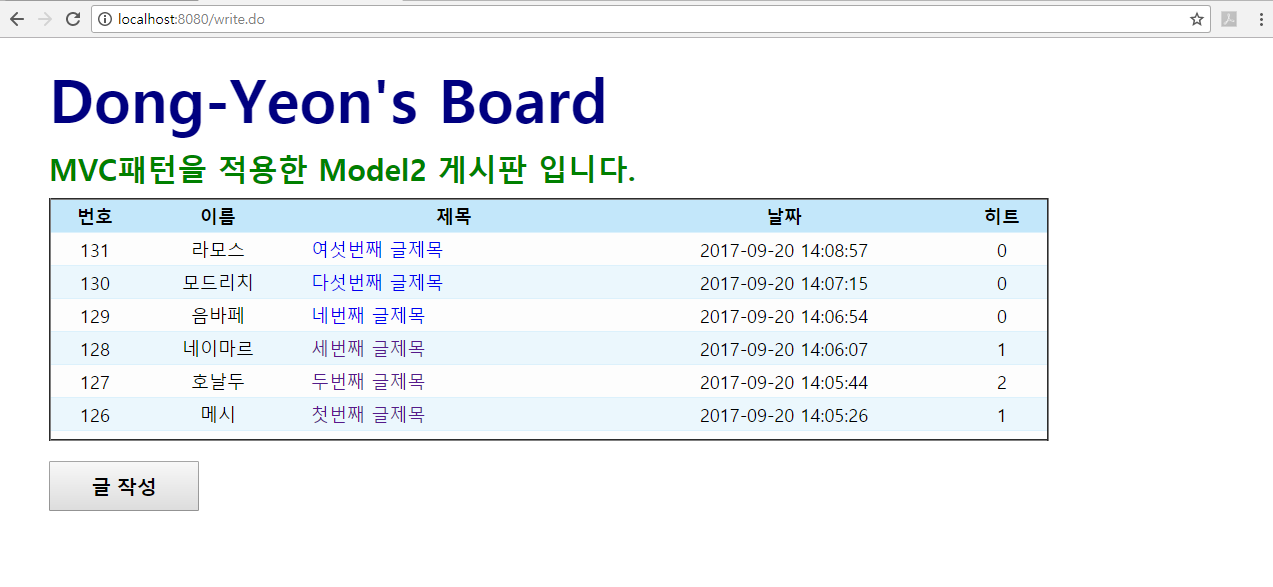 localhost:8080/write.do
Dong-Yeon's Board
MVC패턴을 적용한 Model2 게시판 입니다.
번호 이름 제목 날짜 히트
131 라모스 여섯번째 글제목 2017-09-20 14:08:57 0
130 모드리치 다섯번째 글제목 2017-09-20 14:07:15 0
129 음바페 네번째 글제목 2017-09-20 14:06:54 0
128 네이마르 세번째 글제목 2017-09-20 14:06:07 1
127 호날두 두번째 글제목 2017-09-20 14:05:44 2
126 메시 첫번째 글제목 2017-09-20 14:05:26 1
글 작성